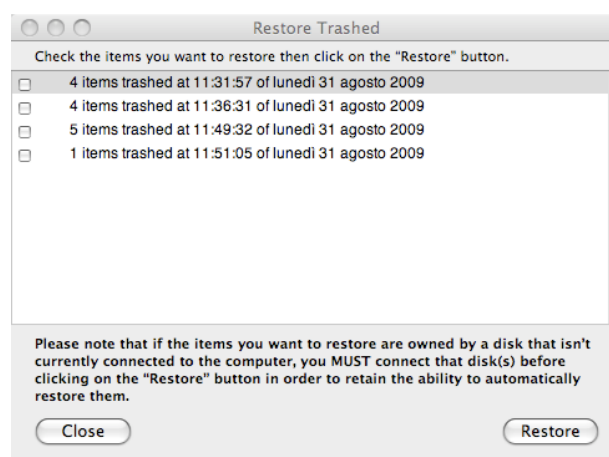 Restore Trashed
Check the items you want to restore then click on the “Restore” button.
4 items trashed at 11:31:57 of lunedì 31 agosto 2009
4 items trashed at 11:36:31 of lunedì 31 agosto 2009
5 items trashed at 11:49:32 of lunedì 31 agosto 2009
1 items trashed at 11:51:05 of lunedì 31 agosto 2009
Please note that if the items you want to restore are owned by a disk that isn’t
currently connected to the computer, you MUST connect that disk(s) before
clicking on the “Restore” button in order to retain the ability to automatically
restore them.
Close
Restore